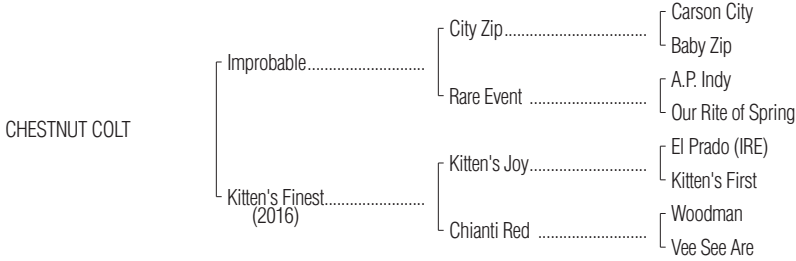 Carson City
City Zip
Baby Zip
Improbable
A.P. Indy
Rare Event
Our Rite of Spring
CHESTNUT COLT
El Prado (IRE)
Kitten's Joy
Kitten's First
Kitten's Finest
(2016)
Woodman
Chianti Red
Vee See Are